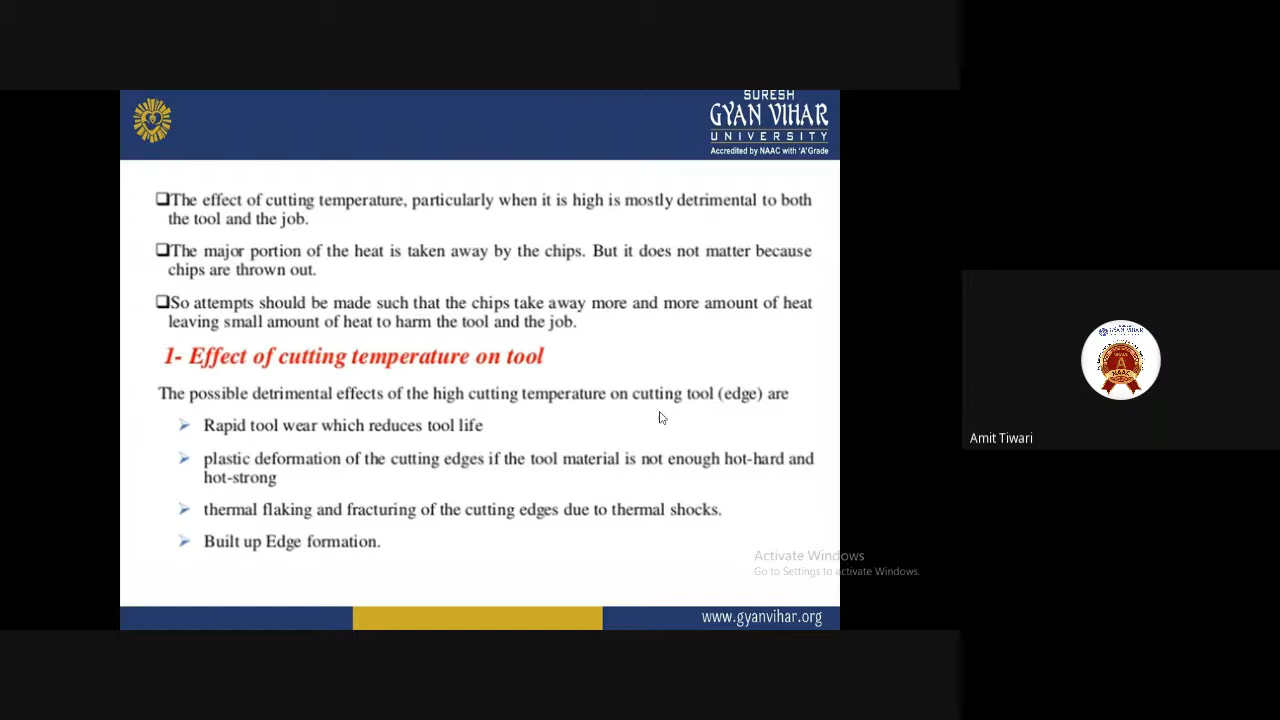 SURESH
GYAN VIHAR
UNIVERSITY
Accredited by NAAC with 'A' Grade
❑The effect of cutting temperature, particularly when it is high is mostly detrimental to both
the tool and the job.
❑The major portion of the heat is taken away by the chips. But it does not matter because
chips are thrown out.
❑So attempts should be made such that the chips take away more and more amount of heat
leaving small amount of heat to harm the tool and the job.
1- Effect of cutting temperature on tool
The possible detrimental effects of the high cutting temperature on cutting tool (edge) are
➢ Rapid tool wear which reduces tool life
➢ plastic deformation of the cutting edges if the tool material is not enough hot-hard and
hot-strong
➢ thermal flaking and fracturing of the cutting edges due to thermal shocks.
➢ Built up Edge formation.
Activate Windows
Go to Settings to activate Windows.
www.gyanvihar.org
GYAN VIHAR
A
NAAC
Amit Tiwari